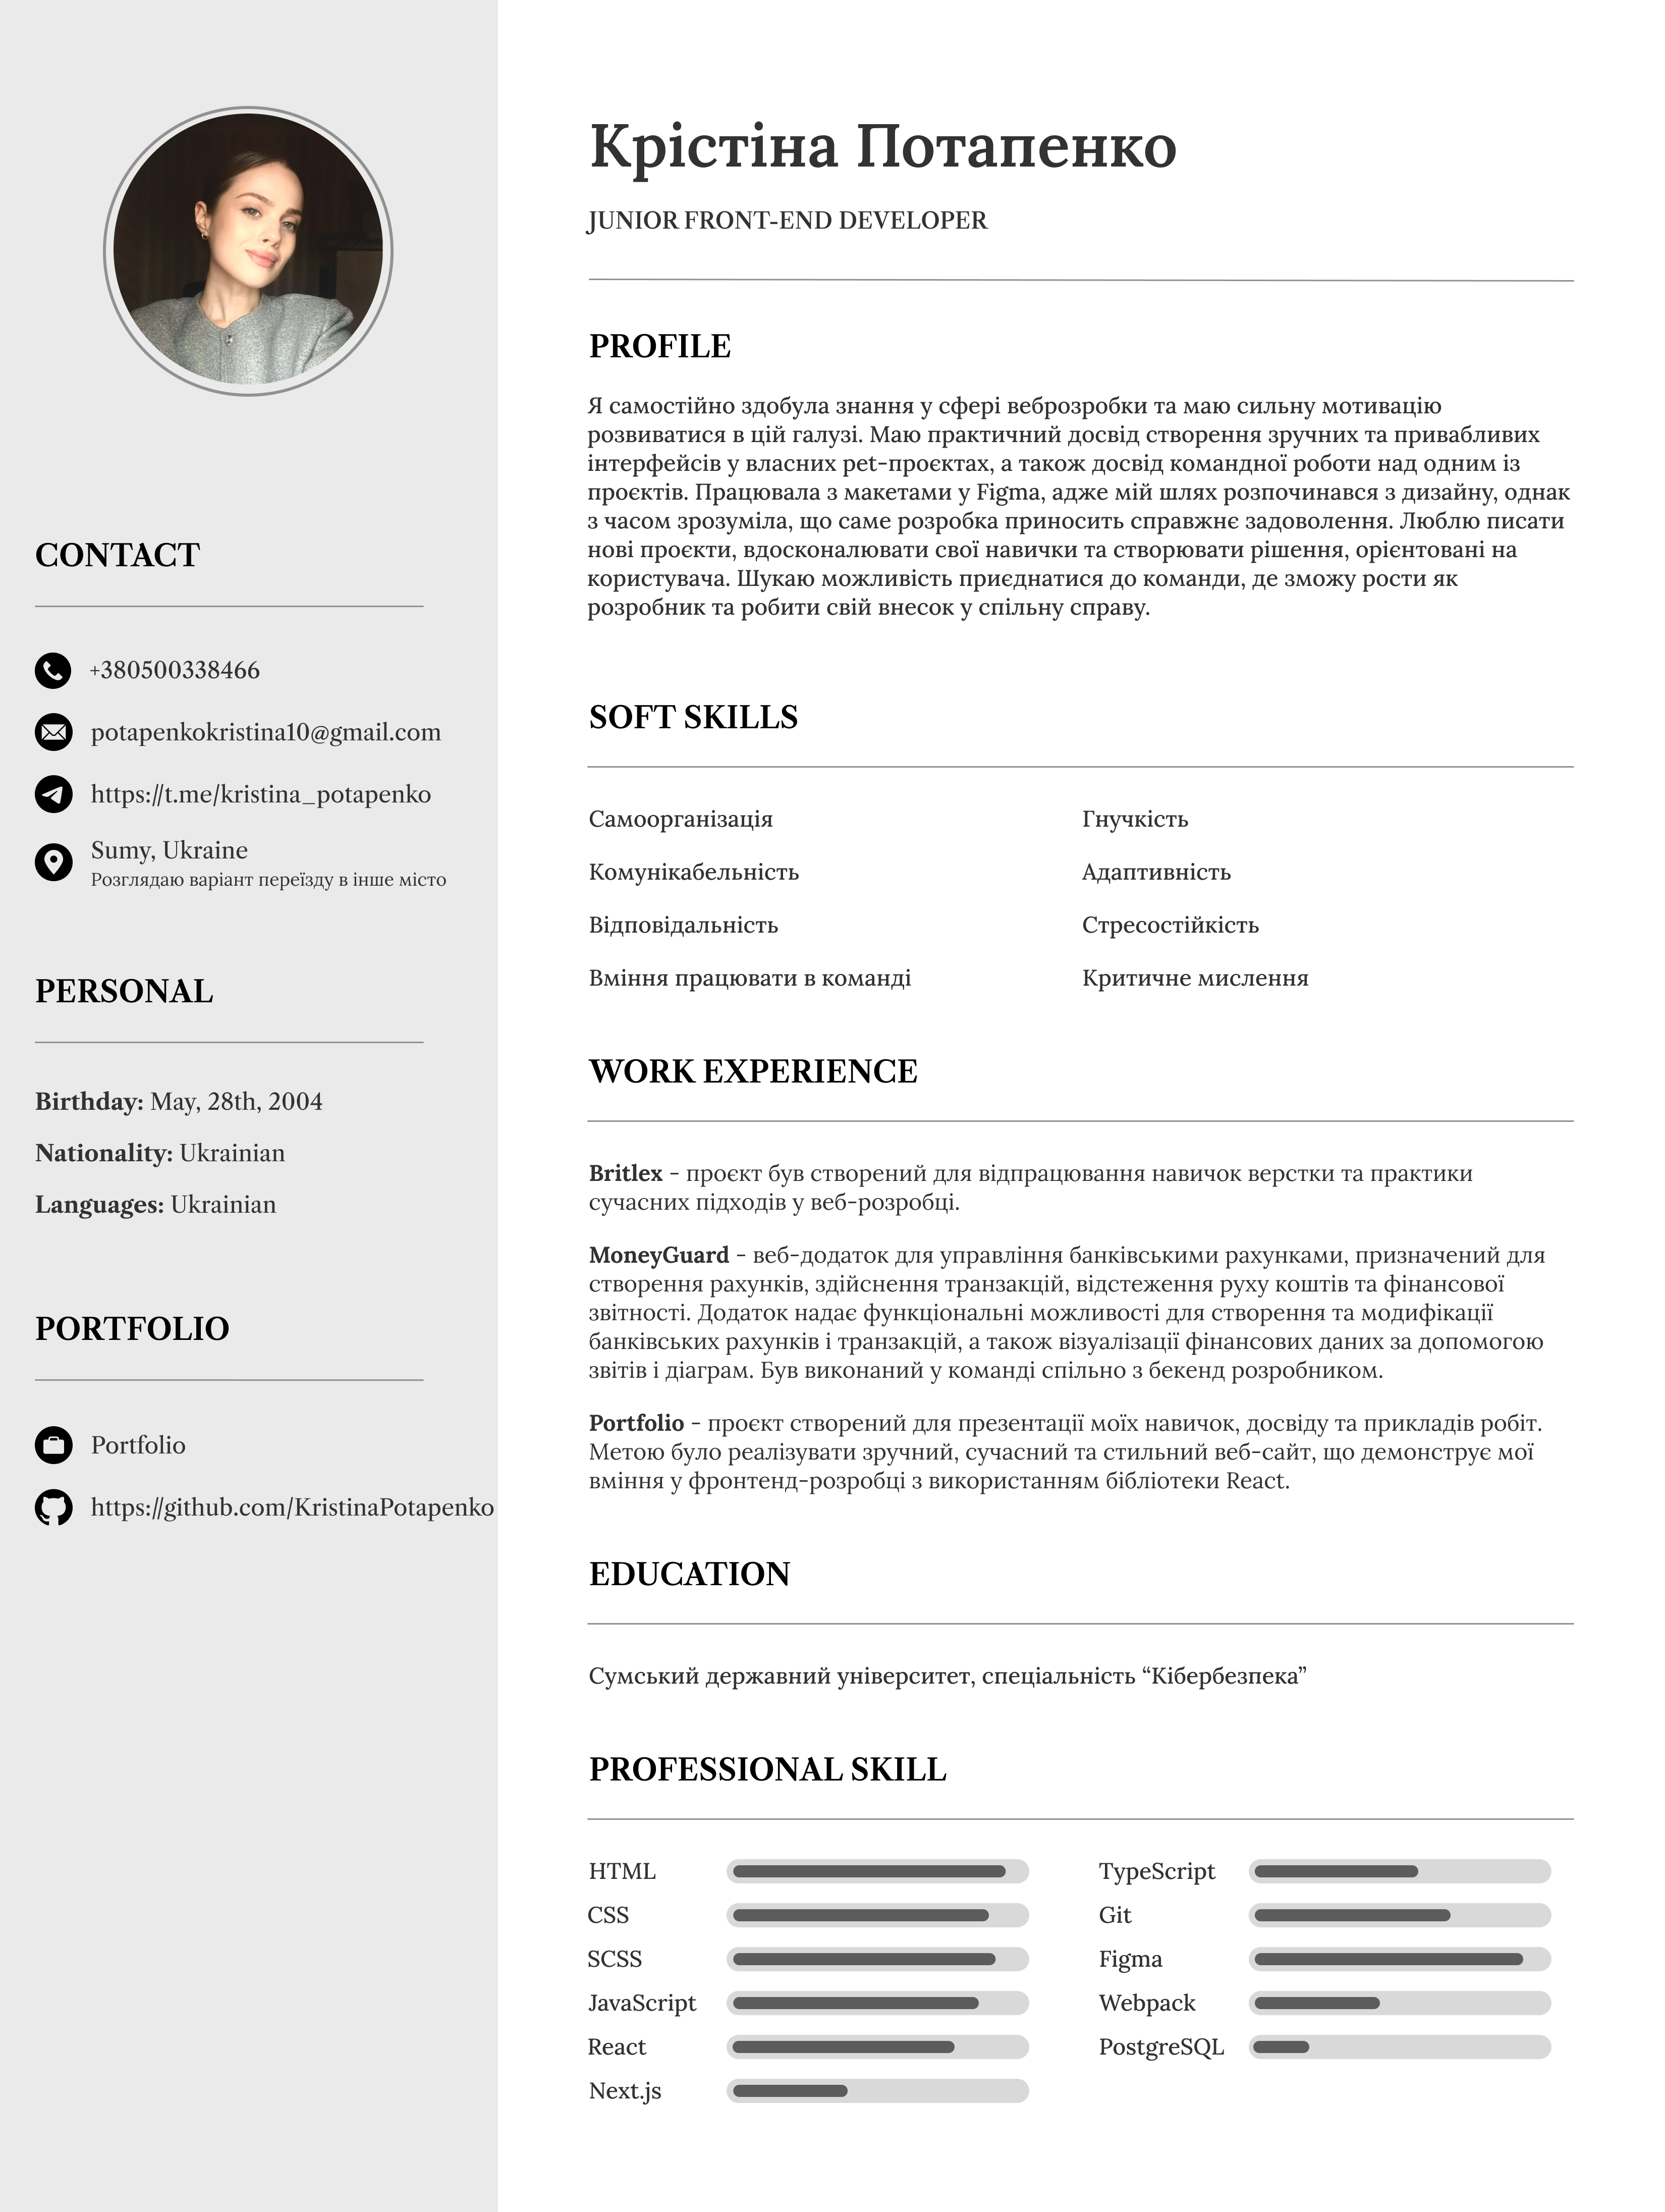 Крістіна Потапенко
JUNIOR FRONT-END DEVELOPER
CONTACT
+380500338466
potapenkokristina10@gmail.com
https://t.me/kristina_potapenko
Sumy, Ukraine
Розглядаю варіант переїзду в інше місто
PERSONAL
Birthday: May, 28th, 2004
Nationality: Ukrainian
Languages: Ukrainian
PORTFOLIO
Portfolio
https://github.com/KristinaPotapenko
PROFILE
Я самостійно здобула знання у сфері веброзробки та маю сильну мотивацію
розвиватися в цій галузі. Маю практичний досвід створення зручних та привабливих
інтерфейсів у власних pet-проєктах, а також досвід командної роботи над одним із
проєктів. Працювала з макетами у Figma, адже мій шлях розпочинався з дизайну, однак
з часом зрозуміла, що саме розробка приносить справжнє задоволення. Люблю писати
нові проєкти, вдосконалювати свої навички та створювати рішення, орієнтовані на
користувача. Шукаю можливість приєднатися до команди, де зможу рости як
розробник та робити свій внесок у спільну справу.
SOFT SKILLS
Самоорганізація
Комунікабельність
Відповідальність
Вміння працювати в команді
Гнучкість
Адаптивність
Стресостійкість
Критичне мислення
WORK EXPERIENCE
Britlex - проєкт був створений для відпрацювання навичок верстки та практики
сучасних підходів у веб-розробці.
MoneyGuard - веб-додаток для управління банківськими рахунками, призначений для
створення рахунків, здійснення транзакцій, відстеження руху коштів та фінансової
звітності. Додаток надає функціональні можливості для створення та модифікації
банківських рахунків і транзакцій, а також візуалізації фінансових даних за допомогою
звітів і діаграм. Був виконаний у команді спільно з бекенд розробником.
Portfolio - проєкт створений для презентації моїх навичок, досвіду та прикладів робіт.
Метою було реалізувати зручний, сучасний та стильний веб-сайт, що демонструє мої
вміння у фронтенд-розробці з використанням бібліотеки React.
EDUCATION
Сумський державний університет, спеціальність “Кібербезпека”
PROFESSIONAL SKILL
HTML
CSS
SCSS
JavaScript
React
Next.js
TypeScript
Git
Figma
Webpack
PostgreSQL